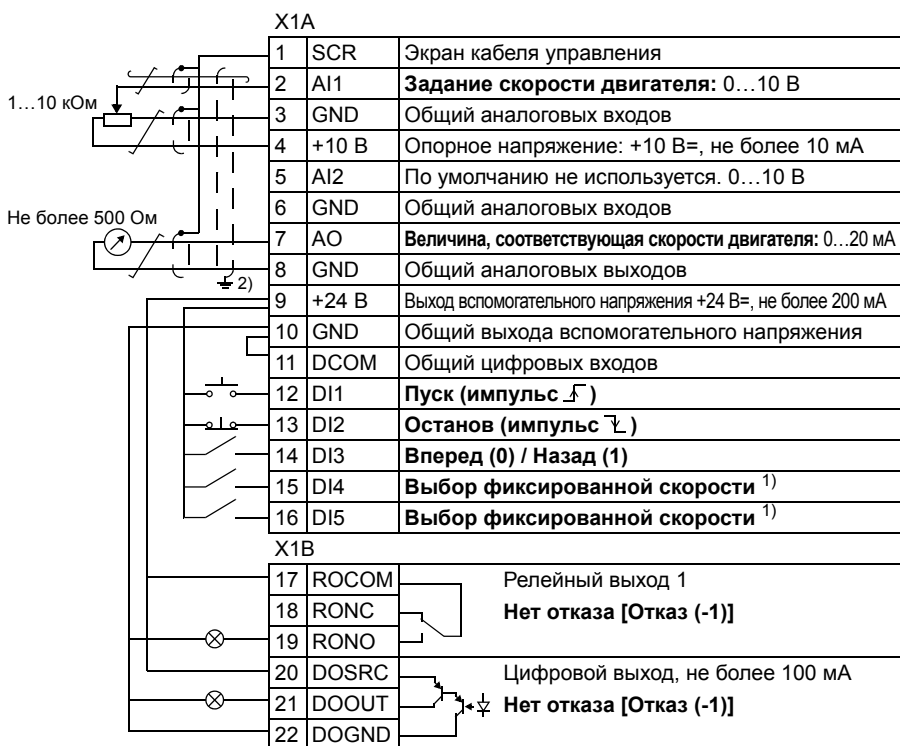 X1A
1 SCR Экран кабеля управления
2 AI1 Задание скорости двигателя: 0…10 В
1…10 кОм
3 GND Общий аналоговых входов
4 +10 В Опорное напряжение: +10 В=, не более 10 мА
5 AI2 По умолчанию не используется. 0…10 В
6 GND Общий аналоговых входов
Не более 500 Ом
7 AO Величина, соответствующая скорости двигателя: 0…20 мА
8 GND Общий аналоговых выходов
2)
9 +24 В Выход вспомогательного напряжения +24 В=, не более 200 мА
10 GND Общий выхода вспомогательного напряжения
11 DCOM Общий цифровых входов
12 DI1 Пуск (импульс )
13 DI2 Останов (импульс )
14 DI3 Вперед (0) / Назад (1)
15 DI4 Выбор фиксированной скорости 1)
16 DI5 Выбор фиксированной скорости 1)
X1B
17 ROCOM Релейный выход 1
18 RONC Нет отказа [Отказ (-1)]
19 RONO
20 DOSRC Цифровой выход, не более 100 мА
21 DOOUT Нет отказа [Отказ (-1)]
22 DOGND